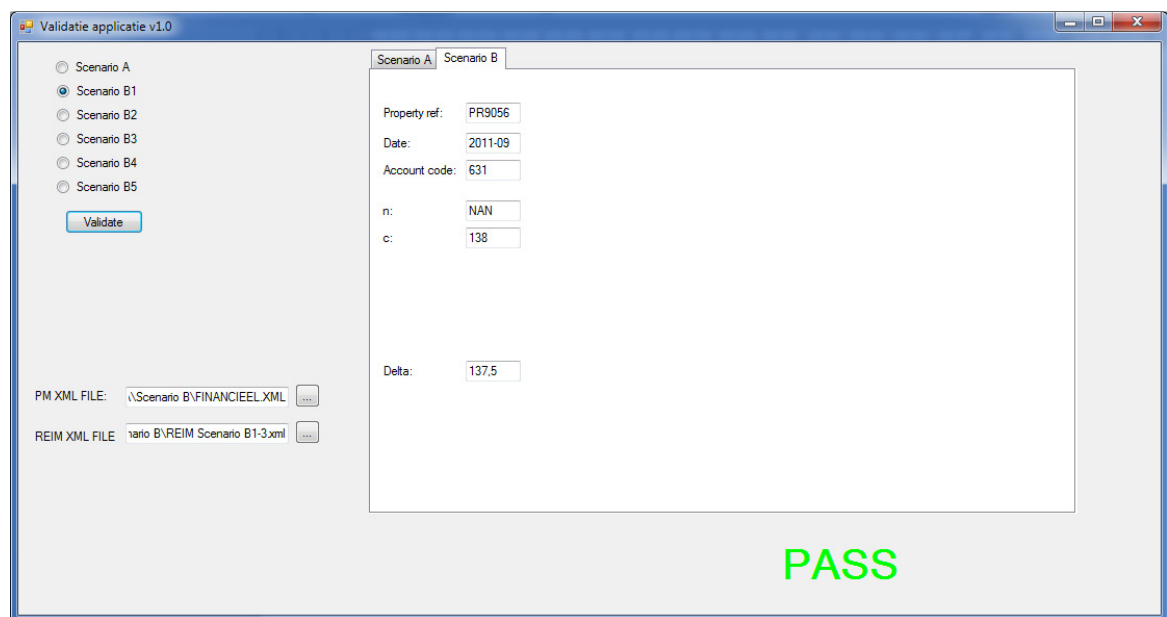 Validatie applicatie v1.0
Scenario A
Scenario B1
Scenario B2
Scenario B3
Scenario B4
Scenario B5
Validate
PM XML FILE: \Scenario B\FINANCIEEL.XML ...
REIM XML FILE nario B\REIM Scenario B1-3.xml ...
Scenario A Scenario B
Property ref: PR9056
Date: 2011-09
Account code: 631
n: NAN
c: 138
Delta: 137,5
PASS